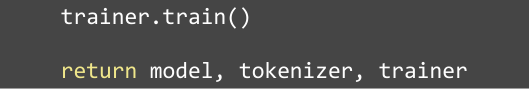 trainer.train()
return model, tokenizer, trainer